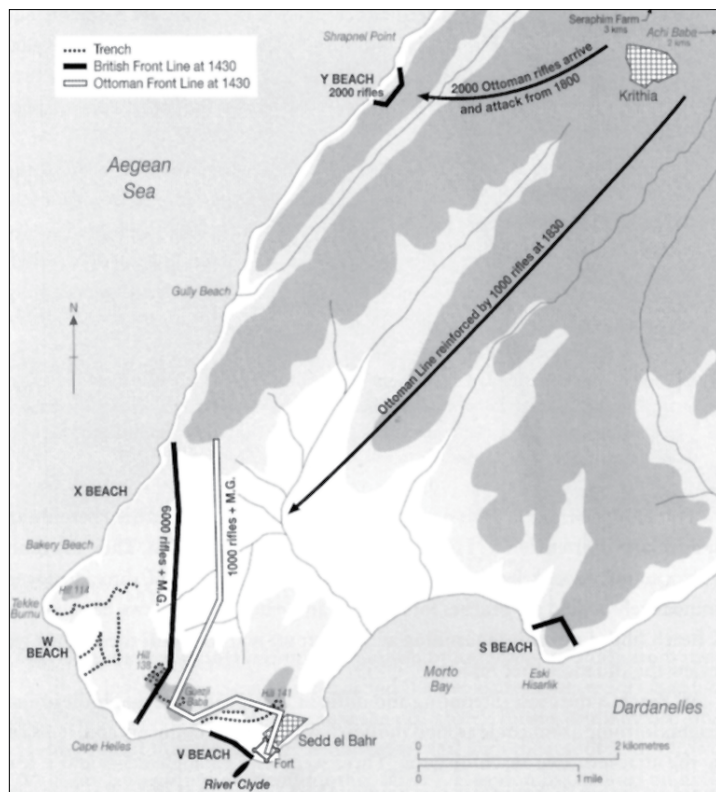 Trench
British Front Line at 1430
Ottoman Front Line at 1430
Shrapnel Point
Seraphim Farm
3 kms
Achi Baba
2 kms
Y BEACH
2000 rifles
2000 Ottoman rifles arrive
and attack from 1800
Krithia
Aegean
Sea
Gully Beach
N
Ottoman Line reinforced by 1000 rifles at 1830
X BEACH
6000 rifles + M.G.
1000 rifles + M.G.
Bakery Beach
Hill 114
Tekke
Burnu
W
BEACH
Hill
138
Guezji
Baba
Hill 141
S BEACH
Morto
Bay
Eski
Hisarlik
Dardanelles
Sedd el Bahr
Cape Helles
V BEACH
Fort
River Clyde
0
2 kilometres
0
1 mile